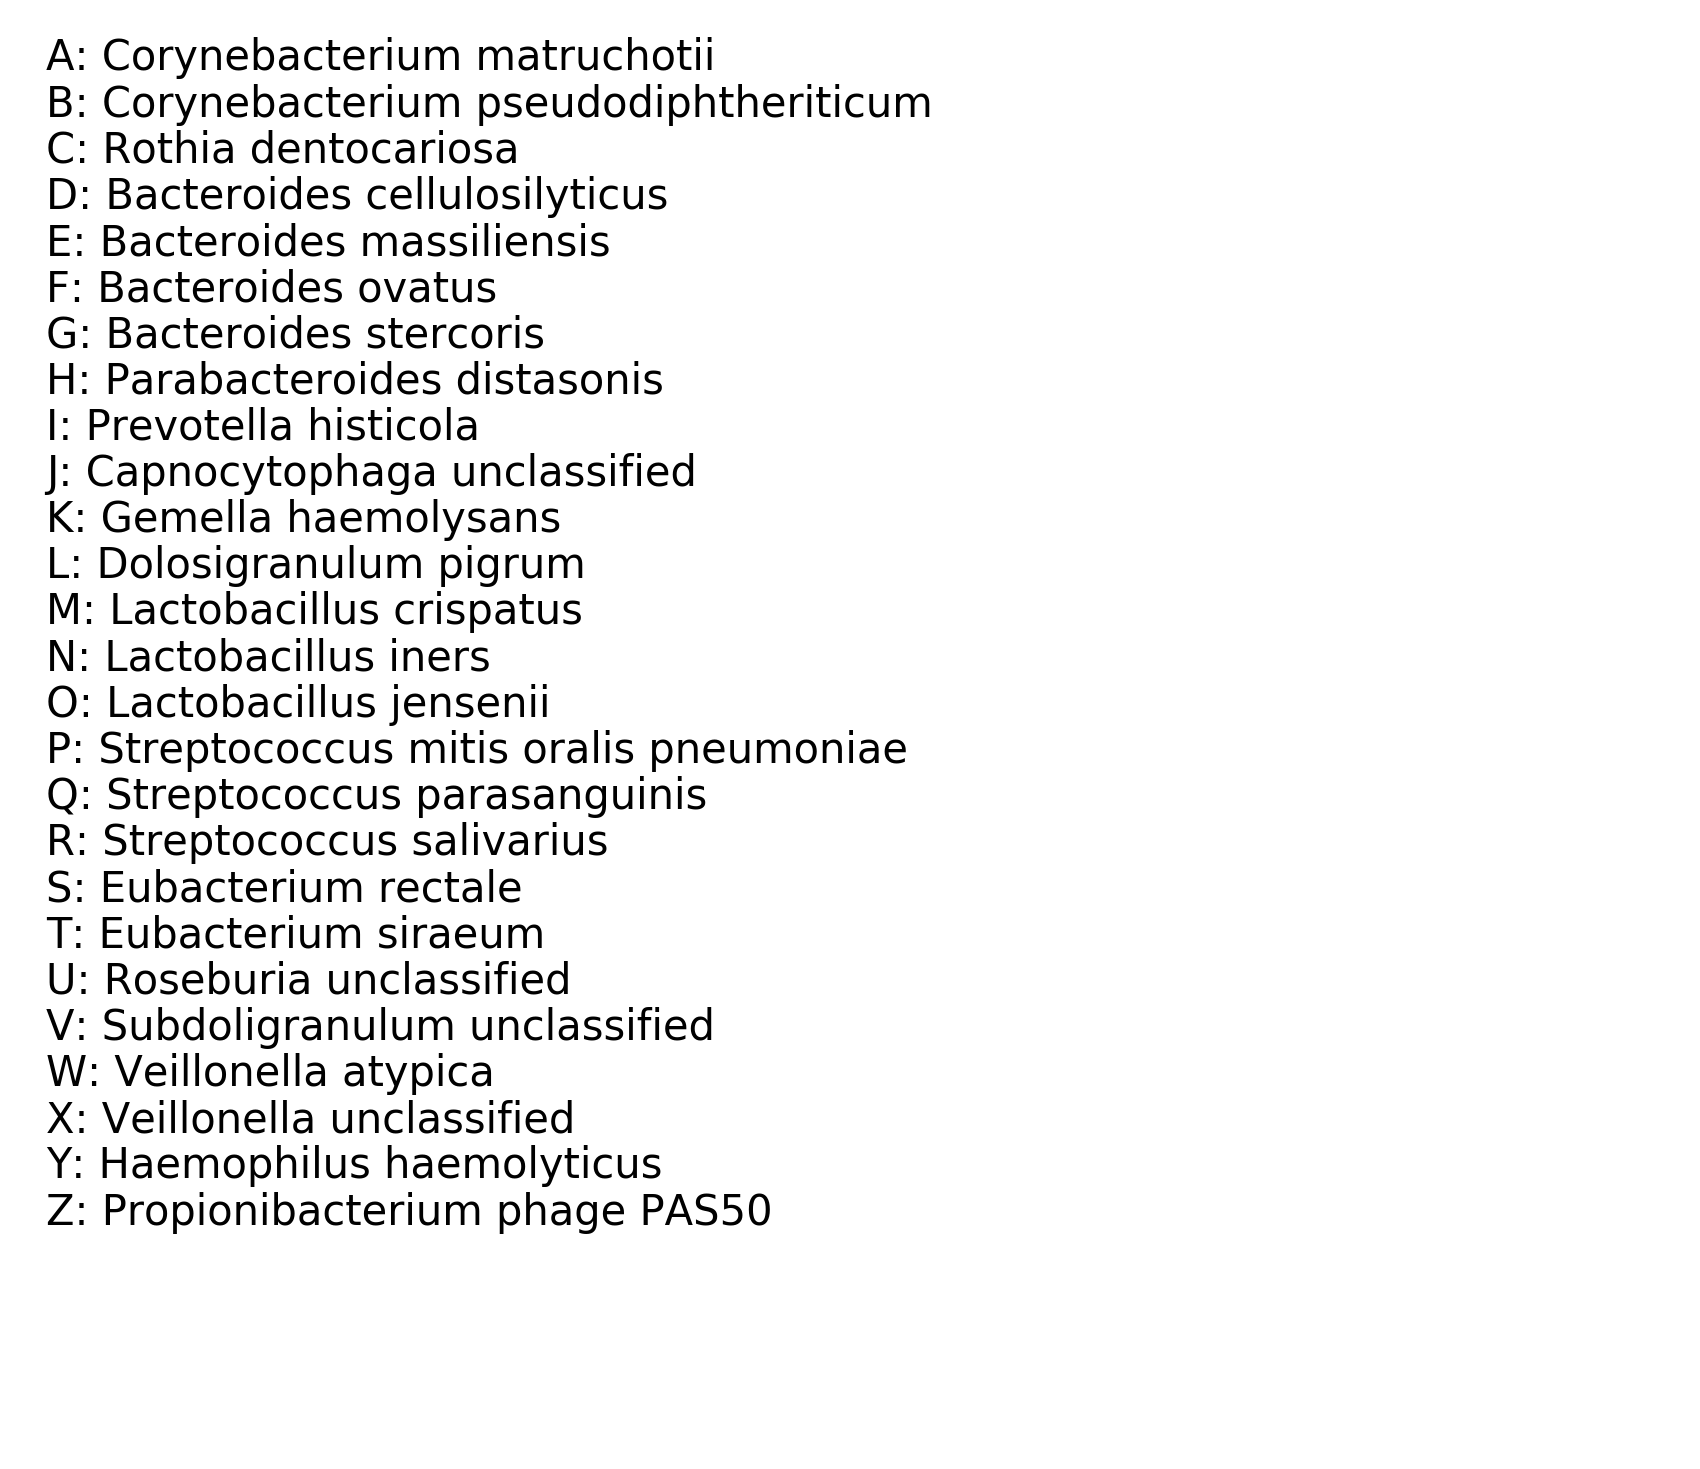 A: Corynebacterium matruchotii
B: Corynebacterium pseudodiphtheriticum
C: Rothia dentocariosa
D: Bacteroides cellulosilyticus
E: Bacteroides massiliensis
F: Bacteroides ovatus
G: Bacteroides stercoris
H: Parabacteroides distasonis
I: Prevotella histicola
J: Capnocytophaga unclassified
K: Gemella haemolysans
L: Dolosigranulum pigrum
M: Lactobacillus crispatus
N: Lactobacillus iners
O: Lactobacillus jensenii
P: Streptococcus mitis oralis pneumoniae
Q: Streptococcus parasanguinis
R: Streptococcus salivarius
S: Eubacterium rectale
T: Eubacterium siraeum
U: Roseburia unclassified
V: Subdoligranulum unclassified
W: Veillonella atypica
X: Veillonella unclassified
Y: Haemophilus haemolyticus
Z: Propionibacterium phage PAS50